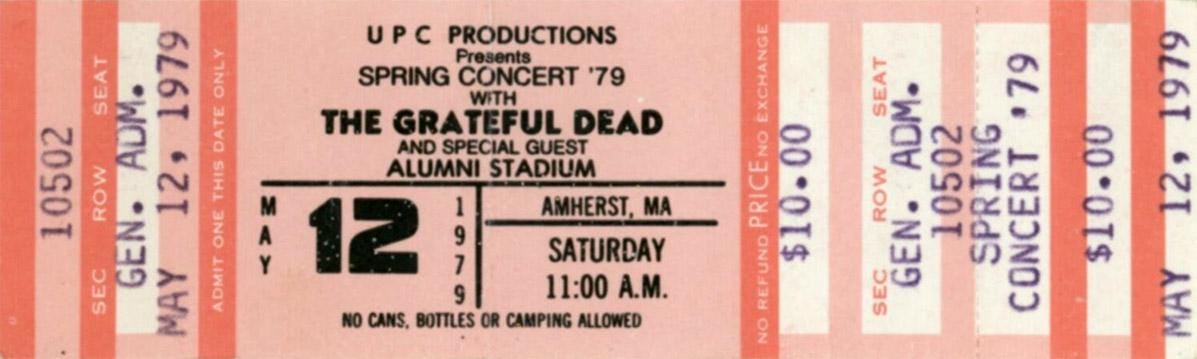 10502
SEC ROW SEAT
GEN. ADM.
MAY 12, 1979
ADMIT ONE THIS DATE ONLY
U P C PRODUCTIONS
Presents
SPRING CONCERT '79
WITH
THE GRATEFUL DEAD
AND SPECIAL GUEST
ALUMNI STADIUM
MAY
12
1979
AMHERST, MA
SATURDAY
11:00 A.M.
NO CANS, BOTTLES OR CAMPING ALLOWED
NO REFUND PRICE NO EXCHANGE
$10.00
SEC ROW SEAT
GEN. ADM.
10502
SPRING
CONCERT '79
$10.00
MAY 12, 1979